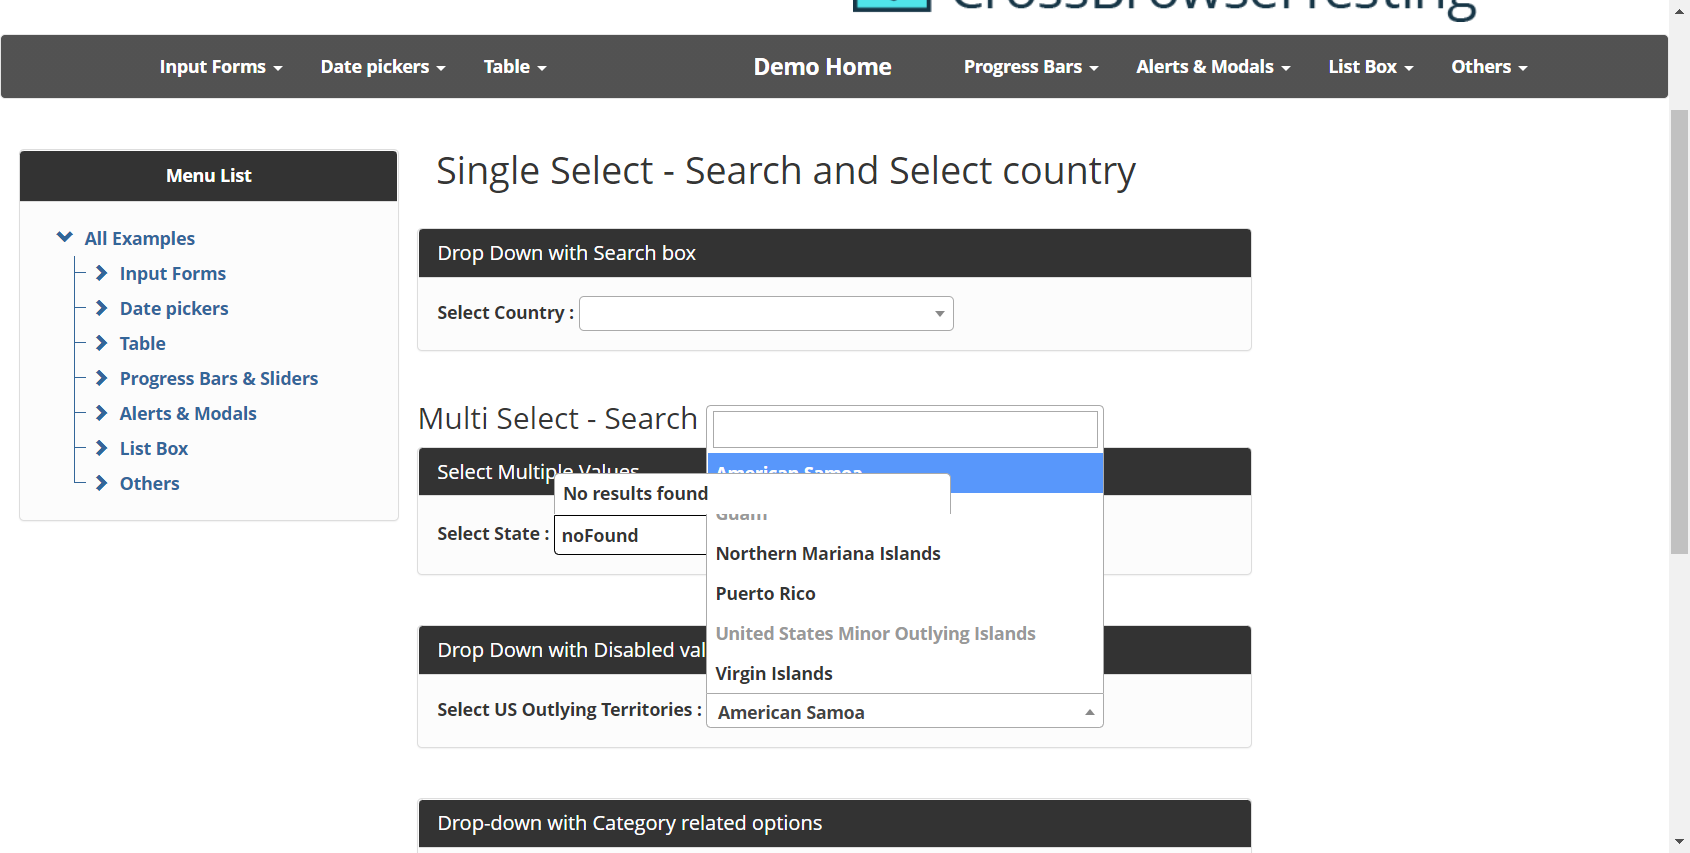 CrossBrowserTesting
Input Forms
Date pickers
Table
Demo Home
Progress Bars
Alerts & Modals
List Box
Others
Menu List
All Examples
Input Forms
Date pickers
Table
Progress Bars & Sliders
Alerts & Modals
List Box
Others
Single Select - Search and Select country
Drop Down with Search box
Select Country :
Multi Select - Search
Select Multiple Values
American Samoa
No results found
Guam
Select State :
noFound
Northern Mariana Islands
Puerto Rico
United States Minor Outlying Islands
Virgin Islands
Drop Down with Disabled val
Select US Outlying Territories :
American Samoa
Drop-down with Category related options